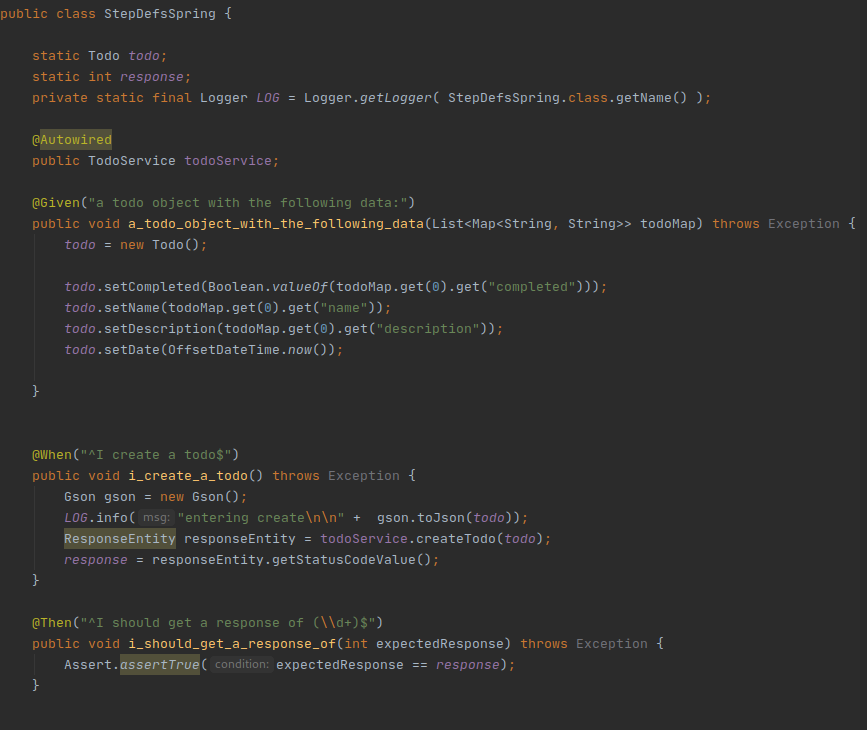 public class StepDefsSpring {
static Todo todo;
static int response;
private static final Logger LOG = Logger.getLogger( StepDefsSpring.class.getName() );
@Autowired
public TodoService todoService;
@Given("a todo object with the following data:")
public void a_todo_object_with_the_following_data(List<Map<String, String>> todoMap) throws Exception {
todo = new Todo();
todo.setCompleted(Boolean.valueOf(todoMap.get(0).get("completed")));
todo.setName(todoMap.get(0).get("name"));
todo.setDescription(todoMap.get(0).get("description"));
todo.setDate(OffsetDateTime.now());
}
@When("^I create a todo$")
public void i_create_a_todo() throws Exception {
Gson gson = new Gson();
LOG.info( msg: "entering create\n\n" +  gson.toJson(todo));
ResponseEntity responseEntity = todoService.createTodo(todo);
response = responseEntity.getStatusCodeValue();
}
@Then("^I should get a response of (\\d+)$")
public void i_should_get_a_response_of(int expectedResponse) throws Exception {
Assert.assertTrue( condition: expectedResponse == response);
}